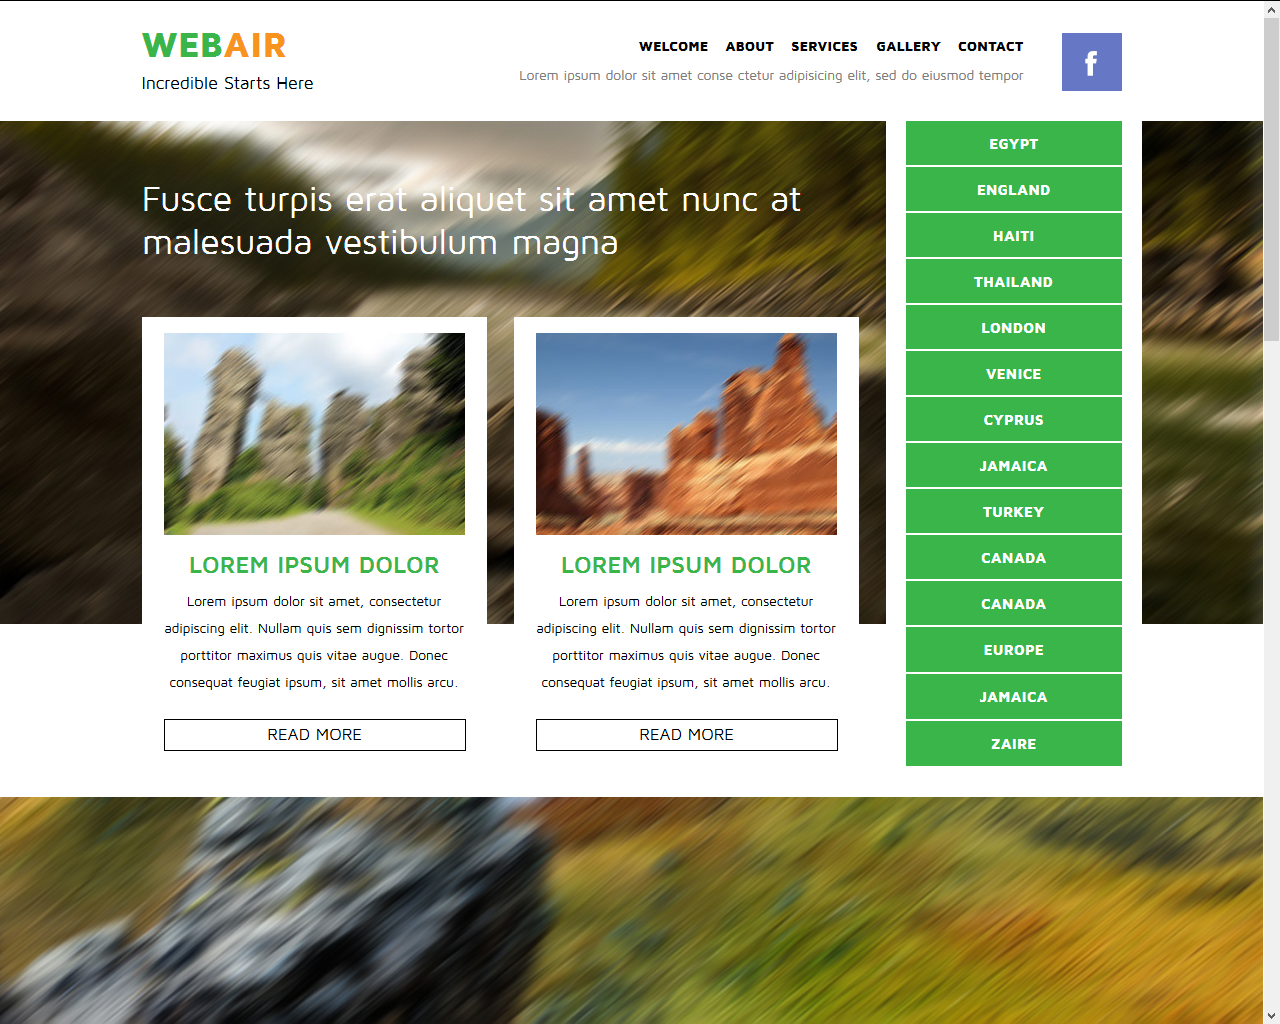 WEBAIR
Incredible Starts Here
WELCOME ABOUT SERVICES GALLERY CONTACT
Lorem ipsum dolor sit amet conse ctetur adipisicing elit, sed do eiusmod tempor
f
Fusce turpis erat aliquet sit amet nunc at
malesuada vestibulum magna
LOREM IPSUM DOLOR
Lorem ipsum dolor sit amet, consectetur
adipiscing elit. Nullam quis sem dignissim tortor
porttitor maximus quis vitae augue. Donec
consequat feugiat ipsum, sit amet mollis arcu.
READ MORE
LOREM IPSUM DOLOR
Lorem ipsum dolor sit amet, consectetur
adipiscing elit. Nullam quis sem dignissim tortor
porttitor maximus quis vitae augue. Donec
consequat feugiat ipsum, sit amet mollis arcu.
READ MORE
EGYPT
ENGLAND
HAITI
THAILAND
LONDON
VENICE
CYPRUS
JAMAICA
TURKEY
CANADA
CANADA
EUROPE
JAMAICA
ZAIRE